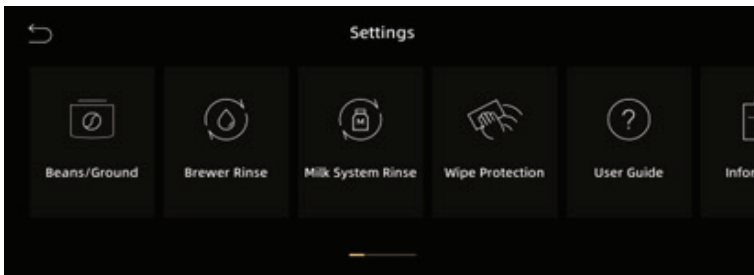 Settings
Beans/Ground
Brewer Rinse
Milk System Rinse
Wipe Protection
User Guide